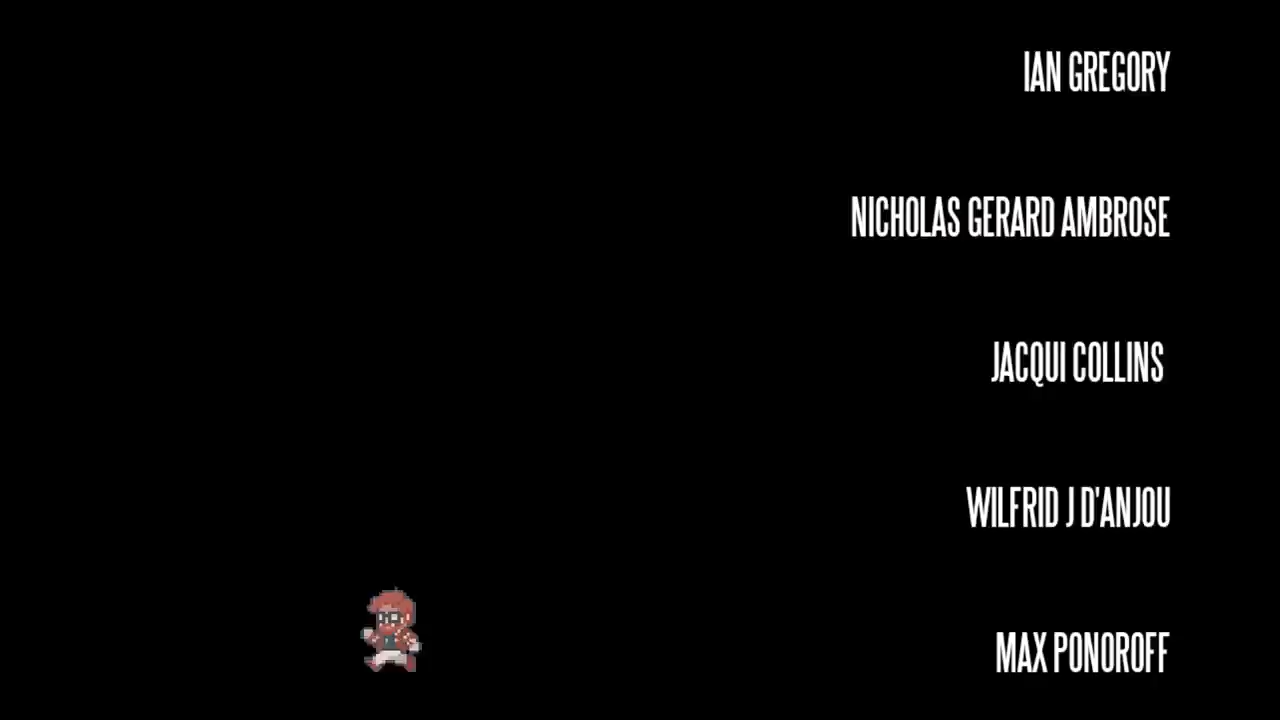 IAN GREGORY
NICHOLAS GERARD AMBROSE
JACQUI COLLINS
WILFRID J D'ANJOU
MAX PONOROFF